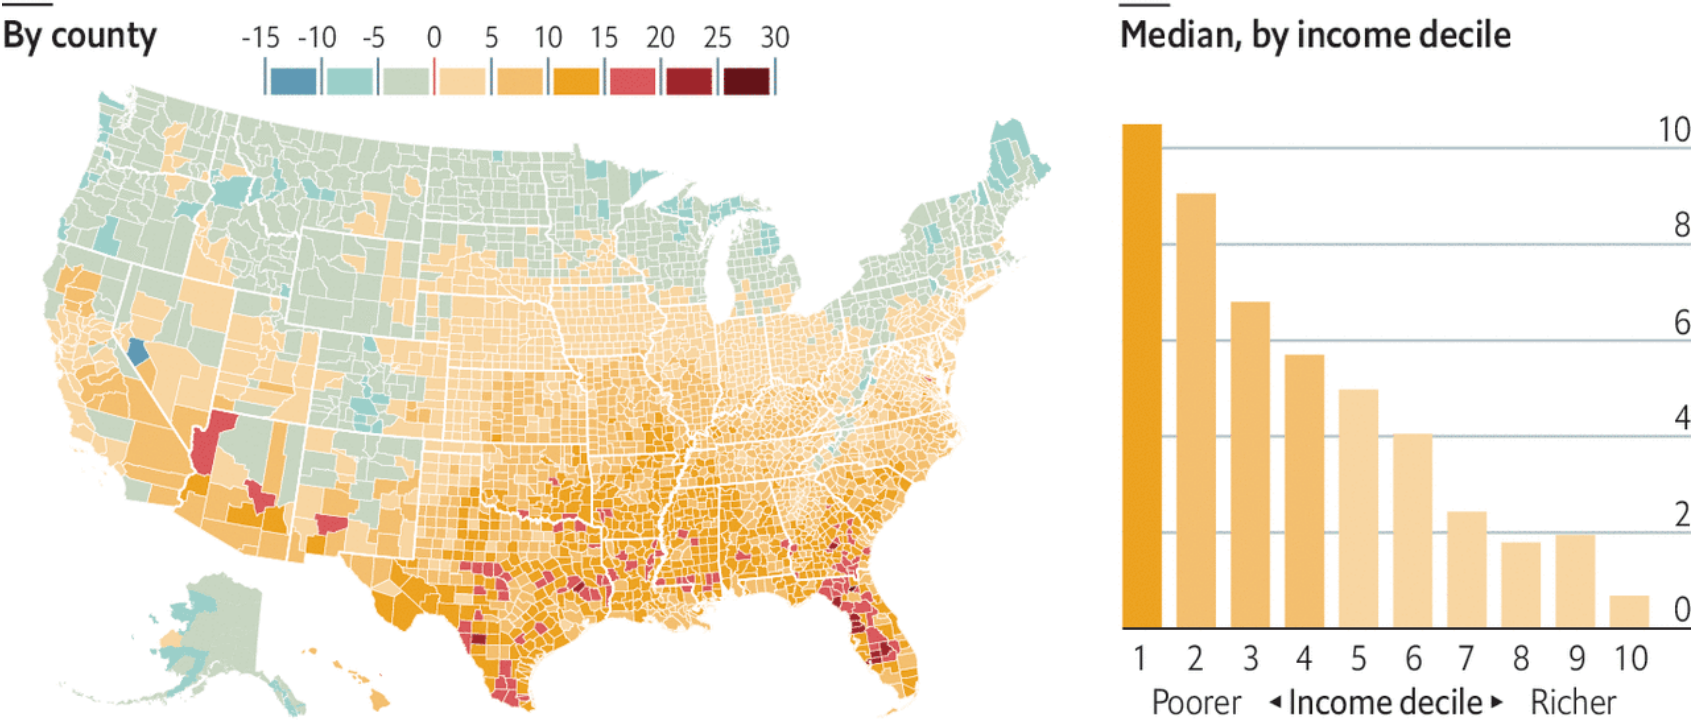 By county
-15 -10 -5 0 5 10 15 20 25 30
Median, by income decile
10
8
6
4
2
0
1 2 3 4 5 6 7 8 9 10
Poorer ◄ Income decile ► Richer